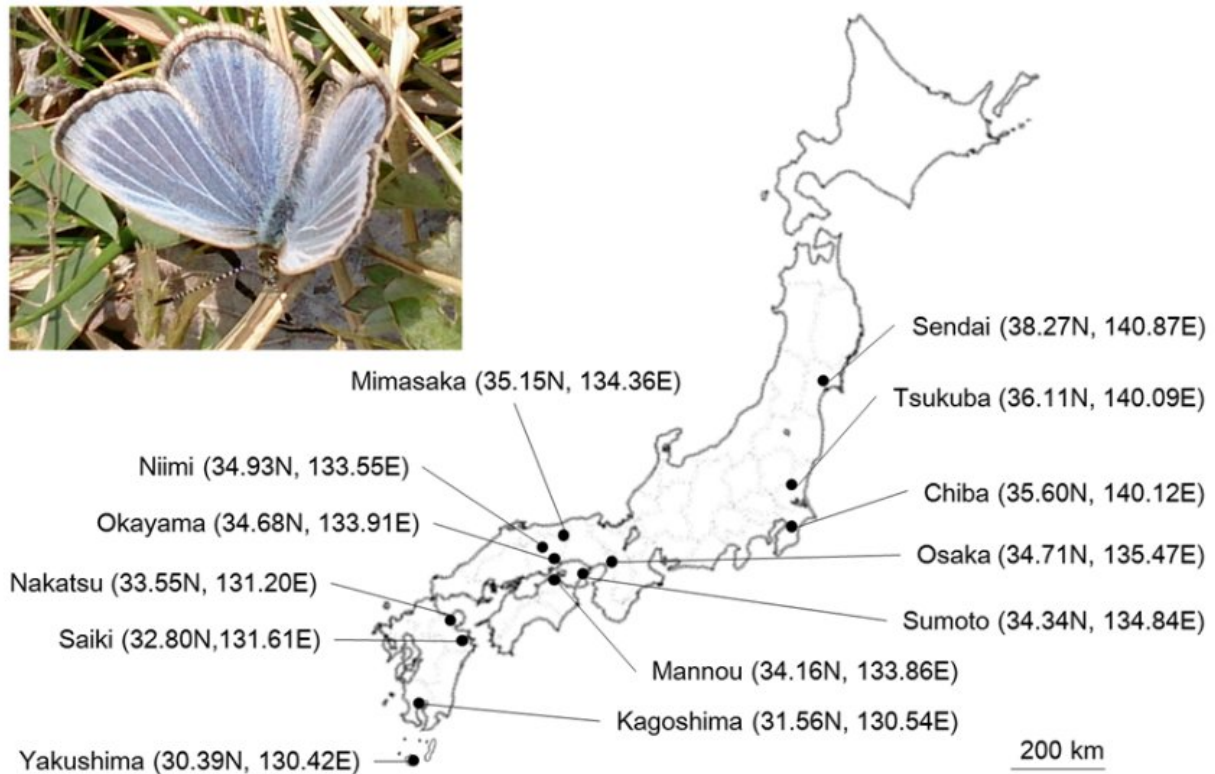 Sendai (38.27N, 140.87E)
Mimasaka (35.15N, 134.36E)
Tsukuba (36.11N, 140.09E)
Niimi (34.93N, 133.55E)
Chiba (35.60N, 140.12E)
Okayama (34.68N, 133.91E)
Osaka (34.71N, 135.47E)
Nakatsu (33.55N, 131.20E)
Sumoto (34.34N, 134.84E)
Saiki (32.80N,131.61E)
Mannou (34.16N, 133.86E)
Kagoshima (31.56N, 130.54E)
200 km
Yakushima (30.39N, 130.42E)